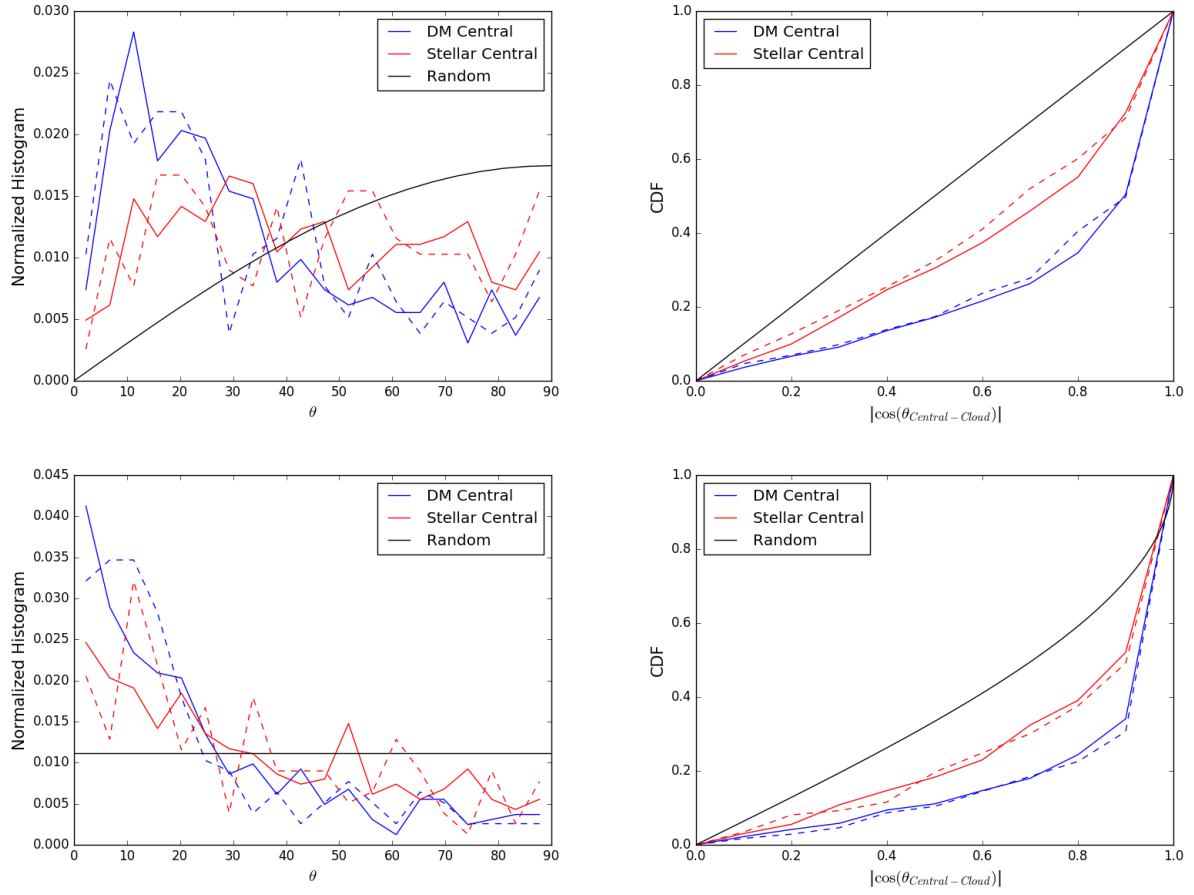 0.030
0.025
0.020
0.015
0.010
0.005
0.000
Normalized Histogram
DM Central
Stellar Central
Random
0 10 20 30 40 50 60 70 80 90
θ
1.0
0.8
0.6
0.4
0.2
0.0
CDF
DM Central
Stellar Central
0.0 0.2 0.4 0.6 0.8 1.0
|cos(θ_{Central−Cloud})|
0.045
0.040
0.035
0.030
0.025
0.020
0.015
0.010
0.005
0.000
Normalized Histogram
DM Central
Stellar Central
Random
0 10 20 30 40 50 60 70 80 90
θ
1.0
0.8
0.6
0.4
0.2
0.0
CDF
DM Central
Stellar Central
Random
0.0 0.2 0.4 0.6 0.8 1.0
|cos(θ_{Central−Cloud})|